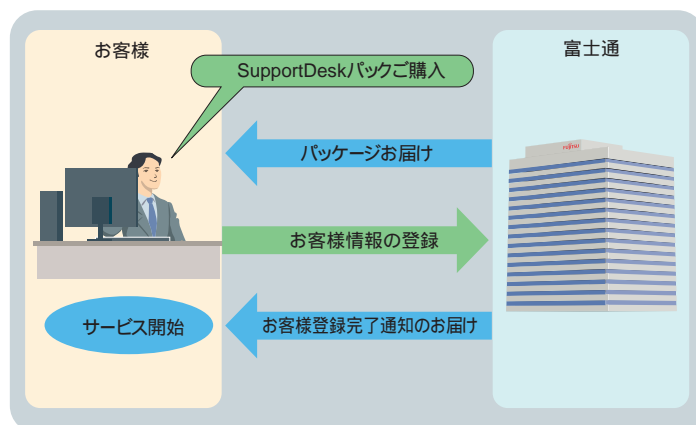 お客様
富士通
SupportDeskパックご購入
FUJITSU
パッケージお届け
お客様情報の登録
サービス開始
お客様登録完了通知のお届け